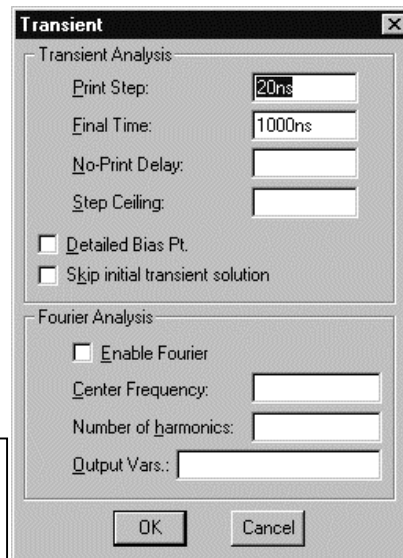 Transient
Transient Analysis
Print Step: 20ns
Final Time: 1000ns
No-Print Delay:
Step Ceiling:
Detailed Bias Pt.
Skip initial transient solution
Fourier Analysis
Enable Fourier
Center Frequency:
Number of harmonics:
Output Vars.:
OK Cancel